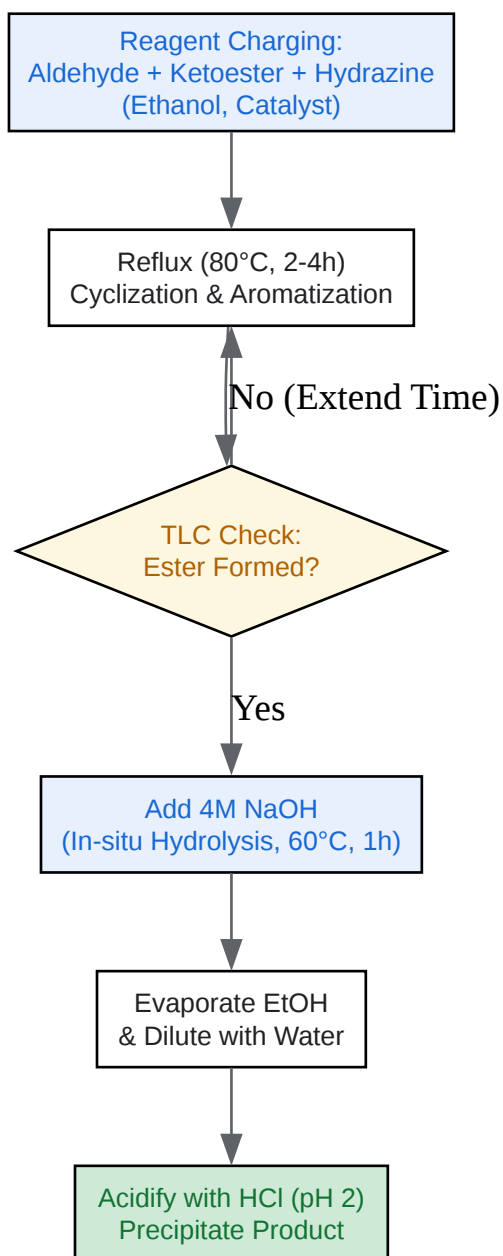 Reagent Charging:
Aldehyde + Ketoester + Hydrazine
(Ethanol, Catalyst)
Reflux (80°C, 2-4h)
Cyclization & Aromatization
No (Extend Time)
TLC Check:
Ester Formed?
Yes
Add 4M NaOH
(In-situ Hydrolysis, 60°C, 1h)
Evaporate EtOH
& Dilute with Water
Acidify with HCl (pH 2)
Precipitate Product